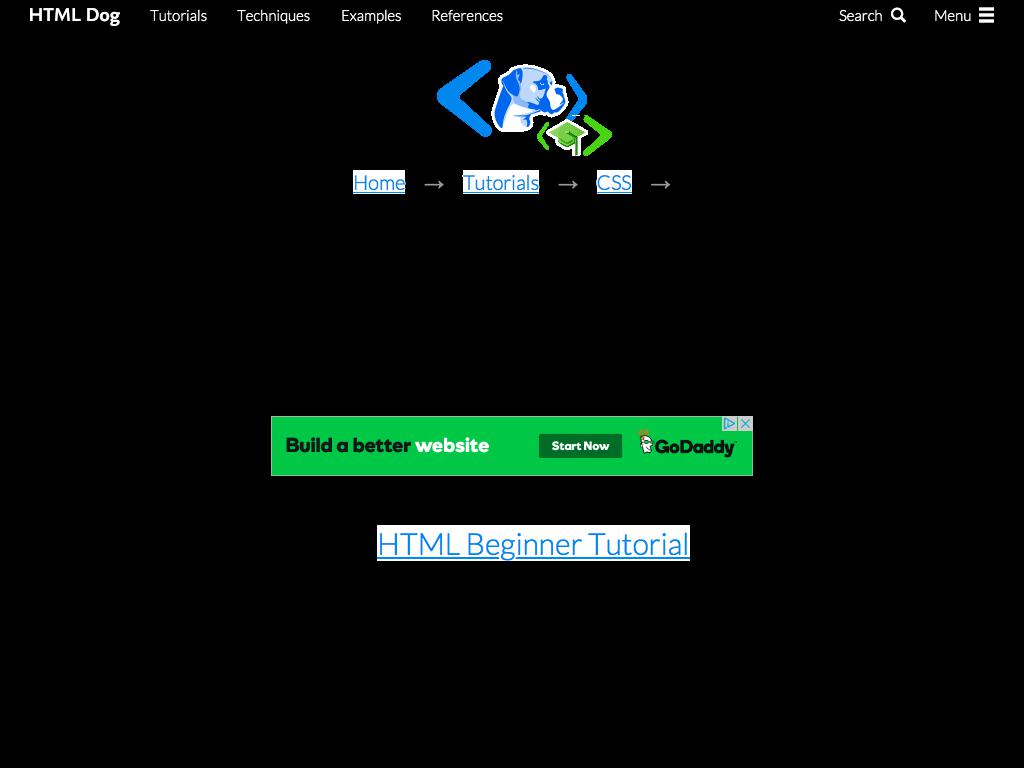 HTML Dog Tutorials Techniques Examples References Search Menu
Home → Tutorials → CSS →
Build a better website Start Now GoDaddy
HTML Beginner Tutorial